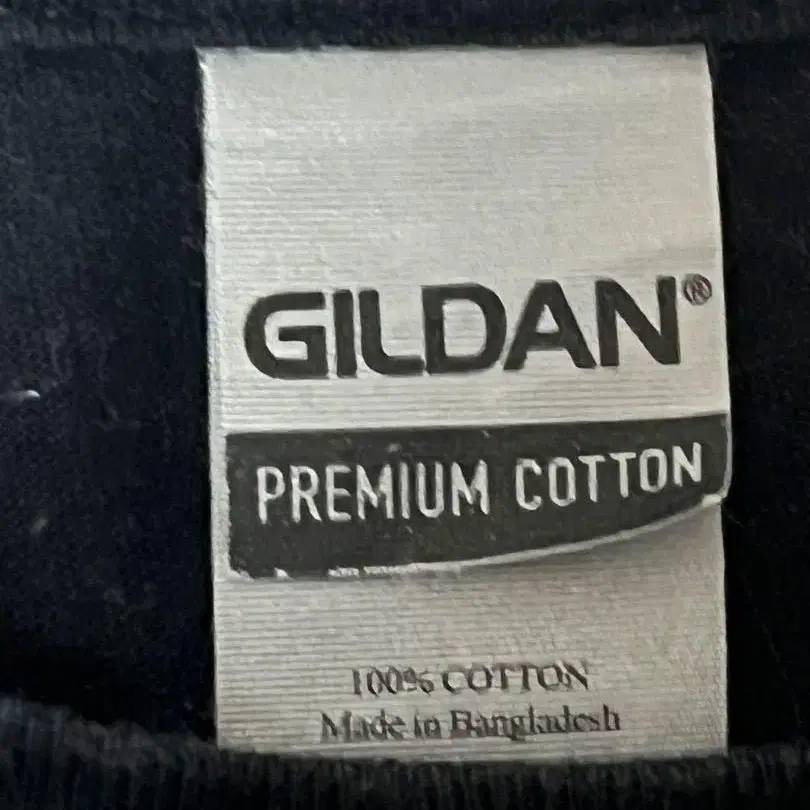 GILDAN®
PREMIUM COTTON
100% COTTON
Made in Bangladesh